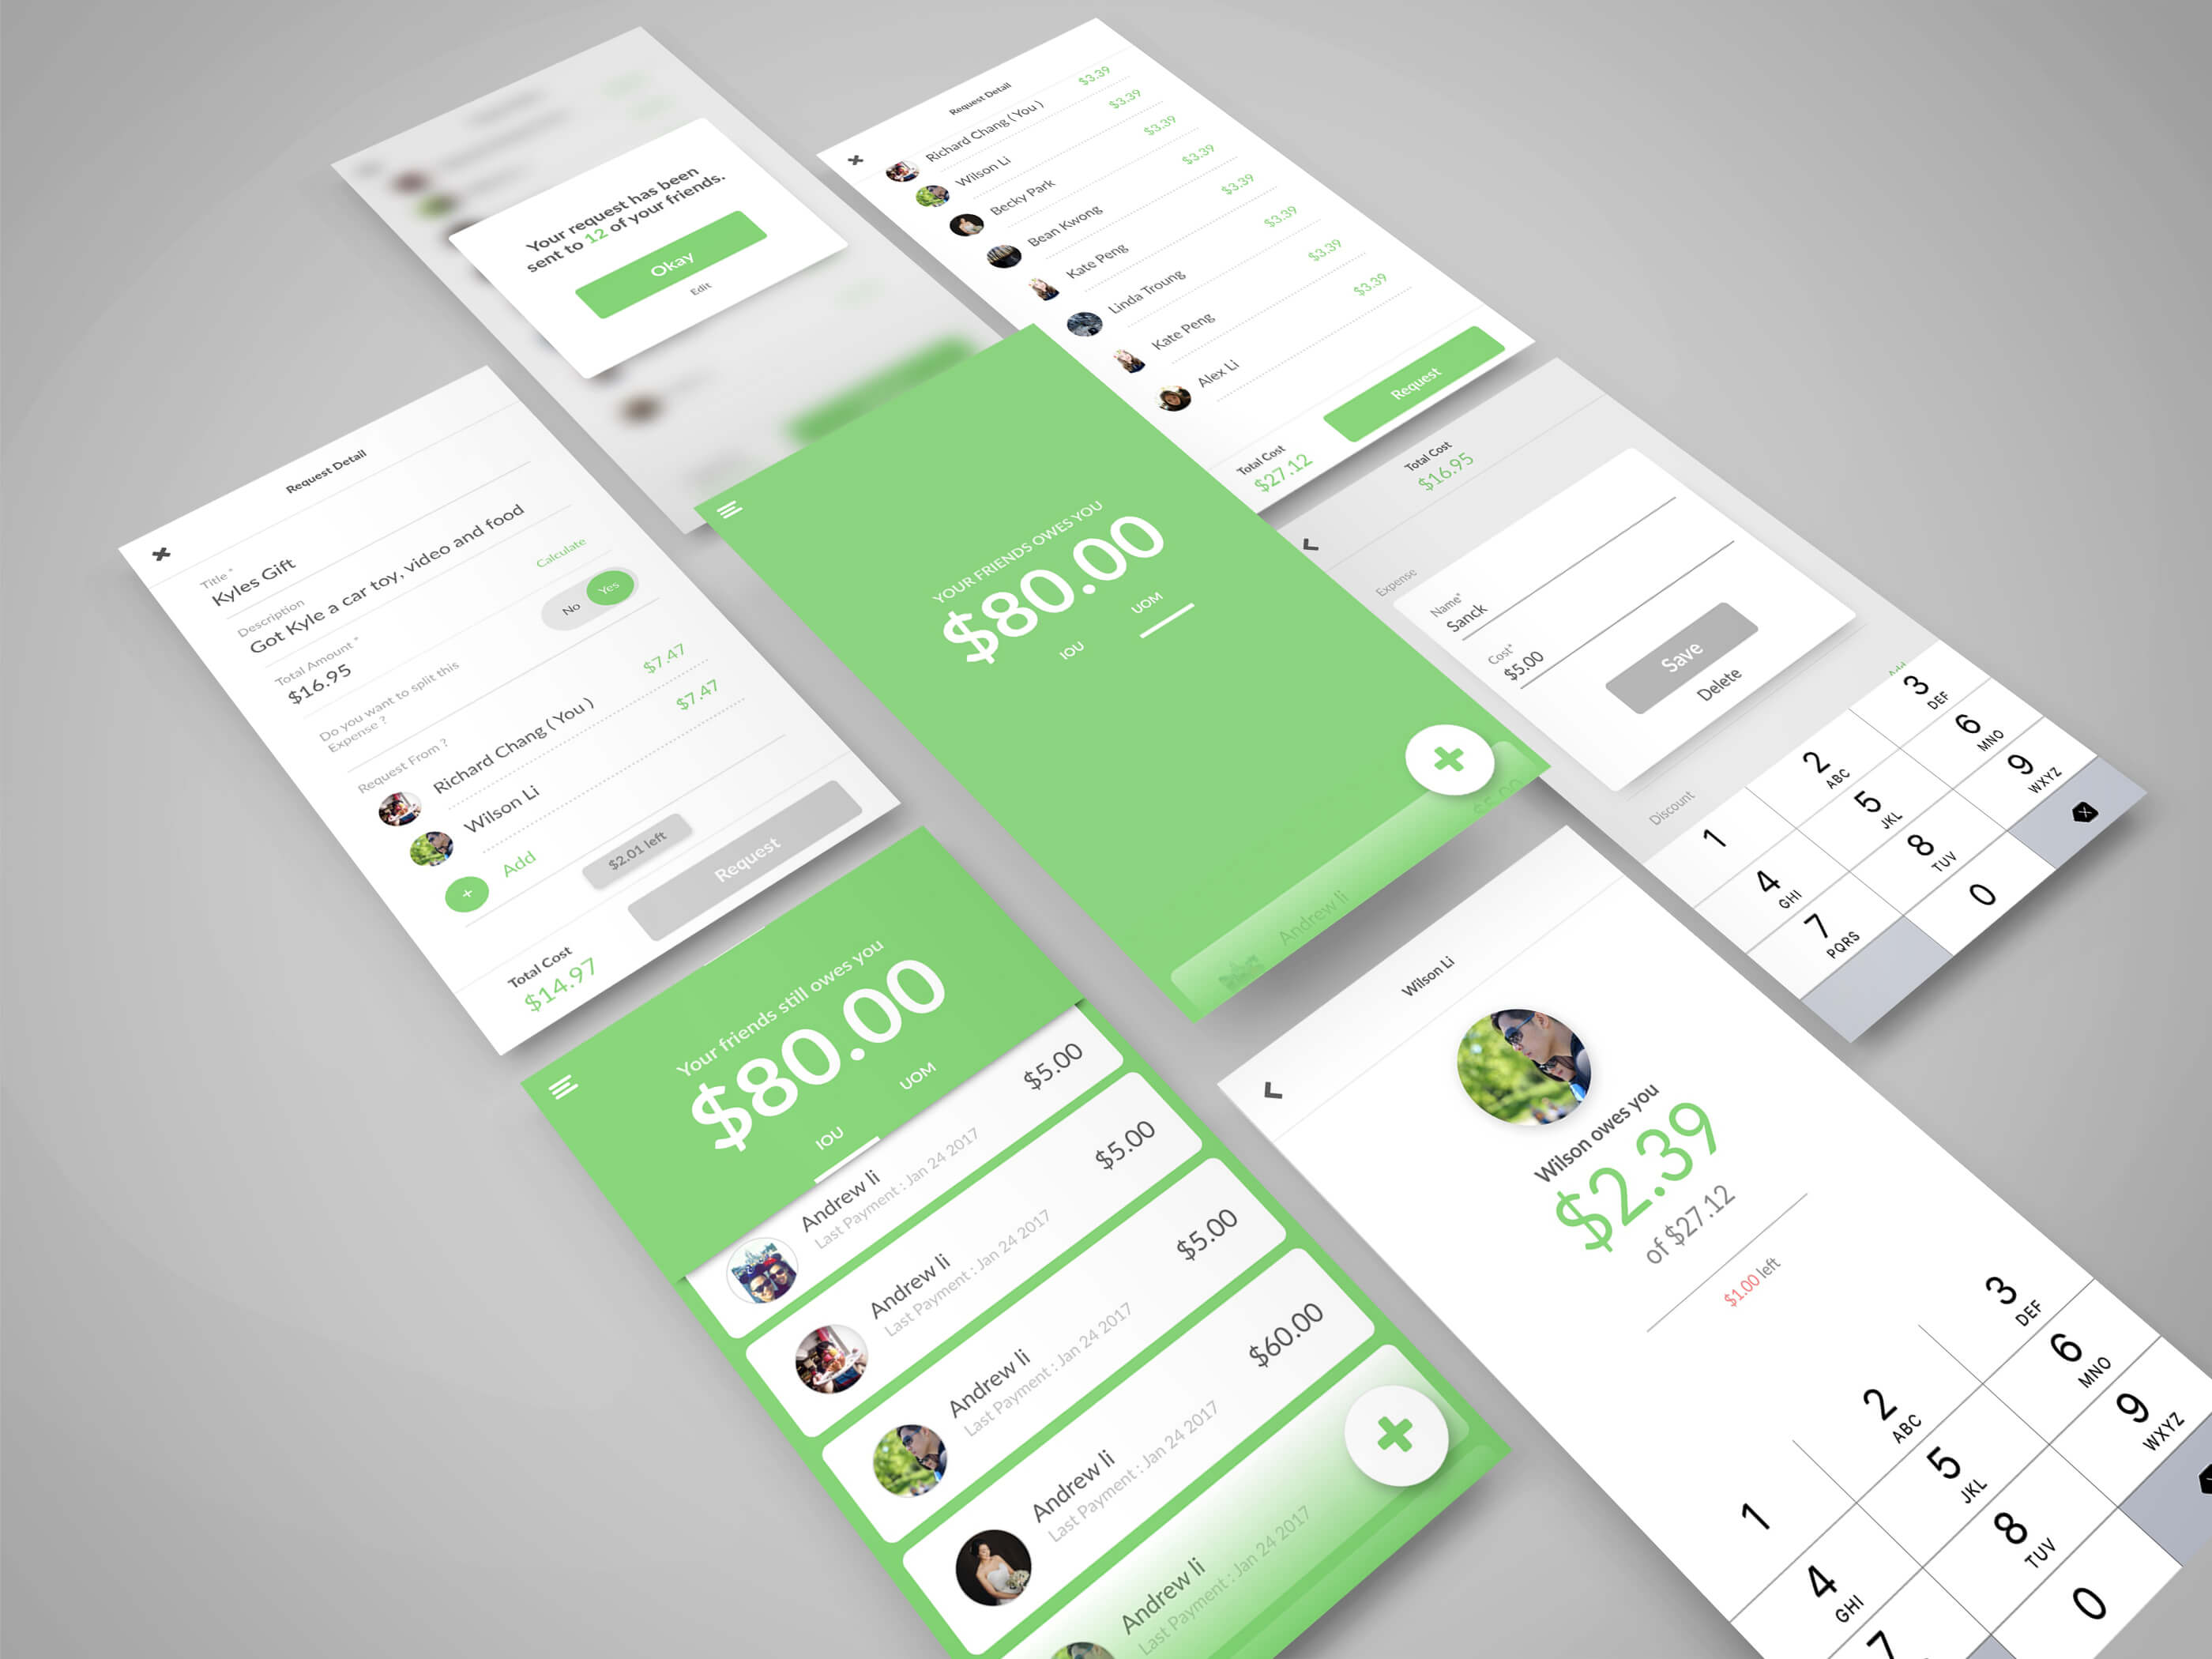 Your request has been
sent to 12 of your friends.
Okay
Edit
Request Detail
Richard Chang ( You )
$3.39
Wilson Li
$3.39
Becky Park
$3.39
Bean Kwong
$3.39
Kate Peng
$3.39
Linda Troung
$3.39
Kate Peng
$3.39
Alex Li
$3.39
Total Cost
$27.12
Request
Request Detail
Title *
Kyles Gift
Description
Got Kyle a car toy, video and food
Total Amount *
$16.95
Calculate
Do you want to split this
Expense ?
No
Yes
Request From ?
Richard Chang ( You )
$7.47
Wilson Li
$7.47
+
Add
$2.01 left
Total Cost
$14.97
Request
YOUR FRIENDS OWES YOU
$80.00
IOU
UOM
Andrew li
$5.00
Total Cost
$16.95
Expense
Name*
Sanck
Cost*
$5.00
Save
Delete
Add
Discount
1
2
ABC
3
DEF
4
GHI
5
JKL
6
MNO
7
PQRS
8
TUV
9
WXYZ
0
Your friends still owes you
$80.00
IOU
UOM
Andrew li
Last Payment : Jan 24 2017
$5.00
Andrew li
Last Payment : Jan 24 2017
$5.00
Andrew li
Last Payment : Jan 24 2017
$5.00
Andrew li
Last Payment : Jan 24 2017
$60.00
Andrew li
Last Payment : Jan 24 2017
Wilson Li
Wilson owes you
$2.39
of $27.12
$1.00 left
1
2
ABC
3
DEF
4
GHI
5
JKL
6
MNO
7
8
TUV
9
WXYZ
0